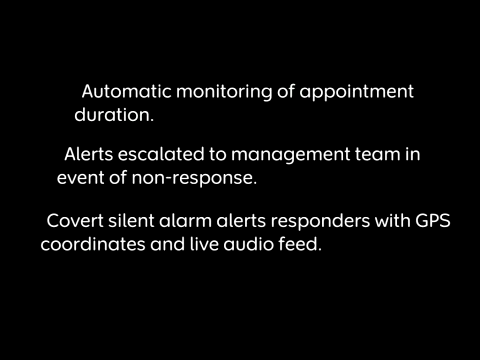 Automatic monitoring of appointment
duration.
Alerts escalated to management team in
event of non-response.
Covert silent alarm alerts responders with GPS
coordinates and live audio feed.